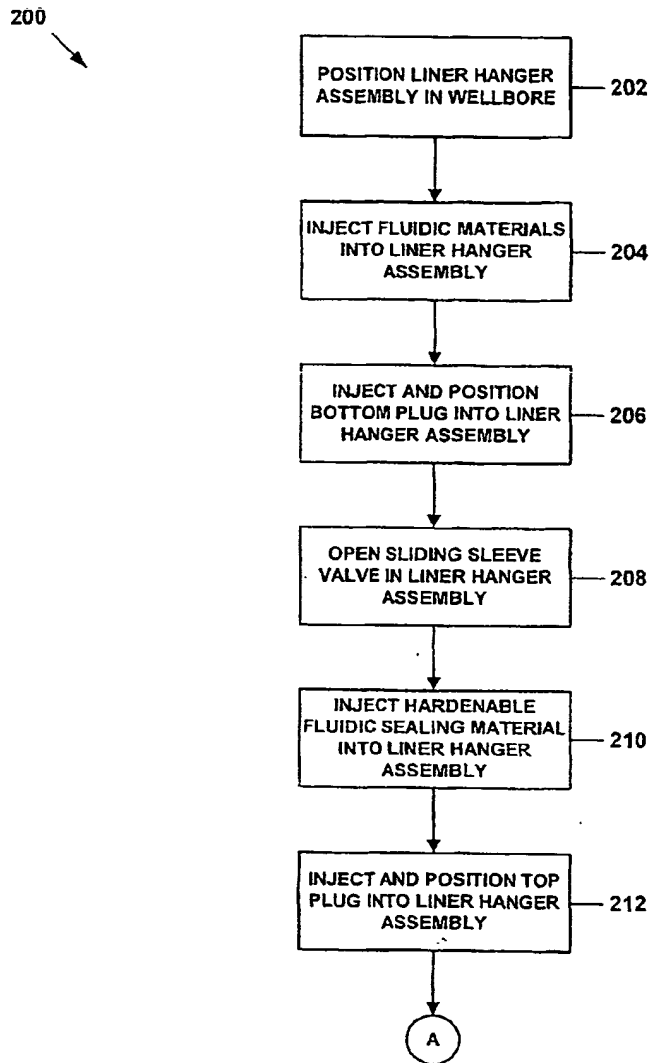 200
POSITION LINER HANGER
ASSEMBLY IN WELLBORE
202
INJECT FLUIDIC MATERIALS
INTO LINER HANGER
ASSEMBLY
204
INJECT AND POSITION
BOTTOM PLUG INTO LINER
HANGER ASSEMBLY
206
OPEN SLIDING SLEEVE
VALVE IN LINER HANGER
ASSEMBLY
208
INJECT HARDENABLE
FLUIDIC SEALING MATERIAL
INTO LINER HANGER
ASSEMBLY
210
INJECT AND POSITION TOP
PLUG INTO LINER HANGER
ASSEMBLY
212
A